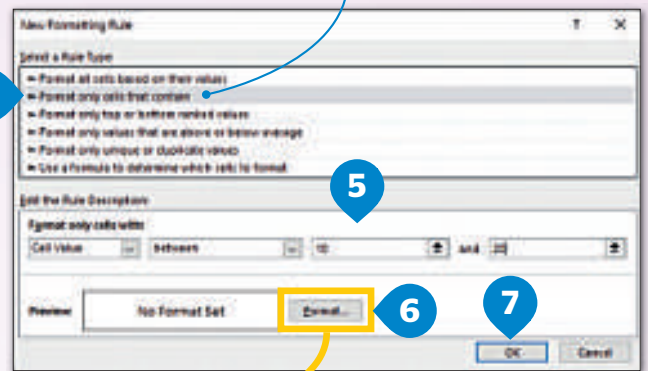 New Formatting Rule ? X
Select a Rule Type:
Format all cells based on their values
Format only cells that contain
Format only top or bottom ranked values
Format only values that are above or below average
Format only unique or duplicate values
Use a formula to determine which cells to format
5
Edit the Rule Description:
Format only cells with:
Cell Value between 10 and 20
Preview: No Format Set Format... 6
7
OK Cancel